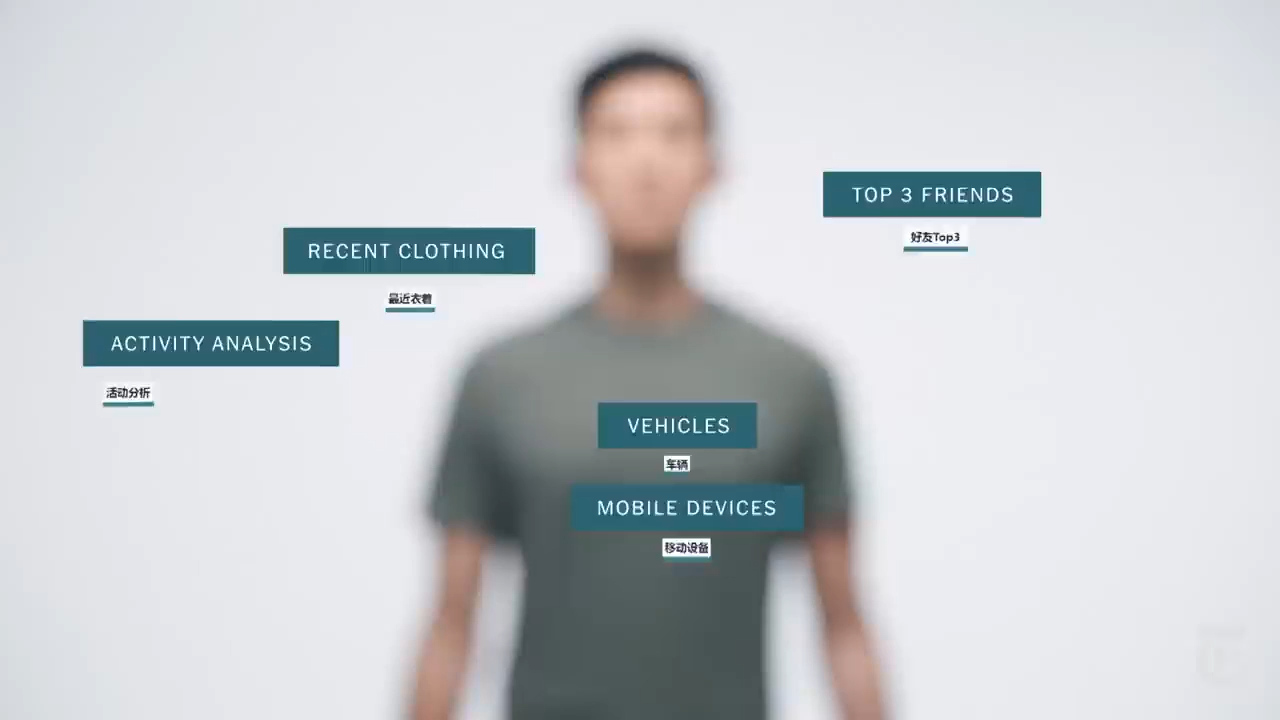 TOP 3 FRIENDS
好友Top3
RECENT CLOTHING
最近衣着
ACTIVITY ANALYSIS
活动分析
VEHICLES
车辆
MOBILE DEVICES
移动设备